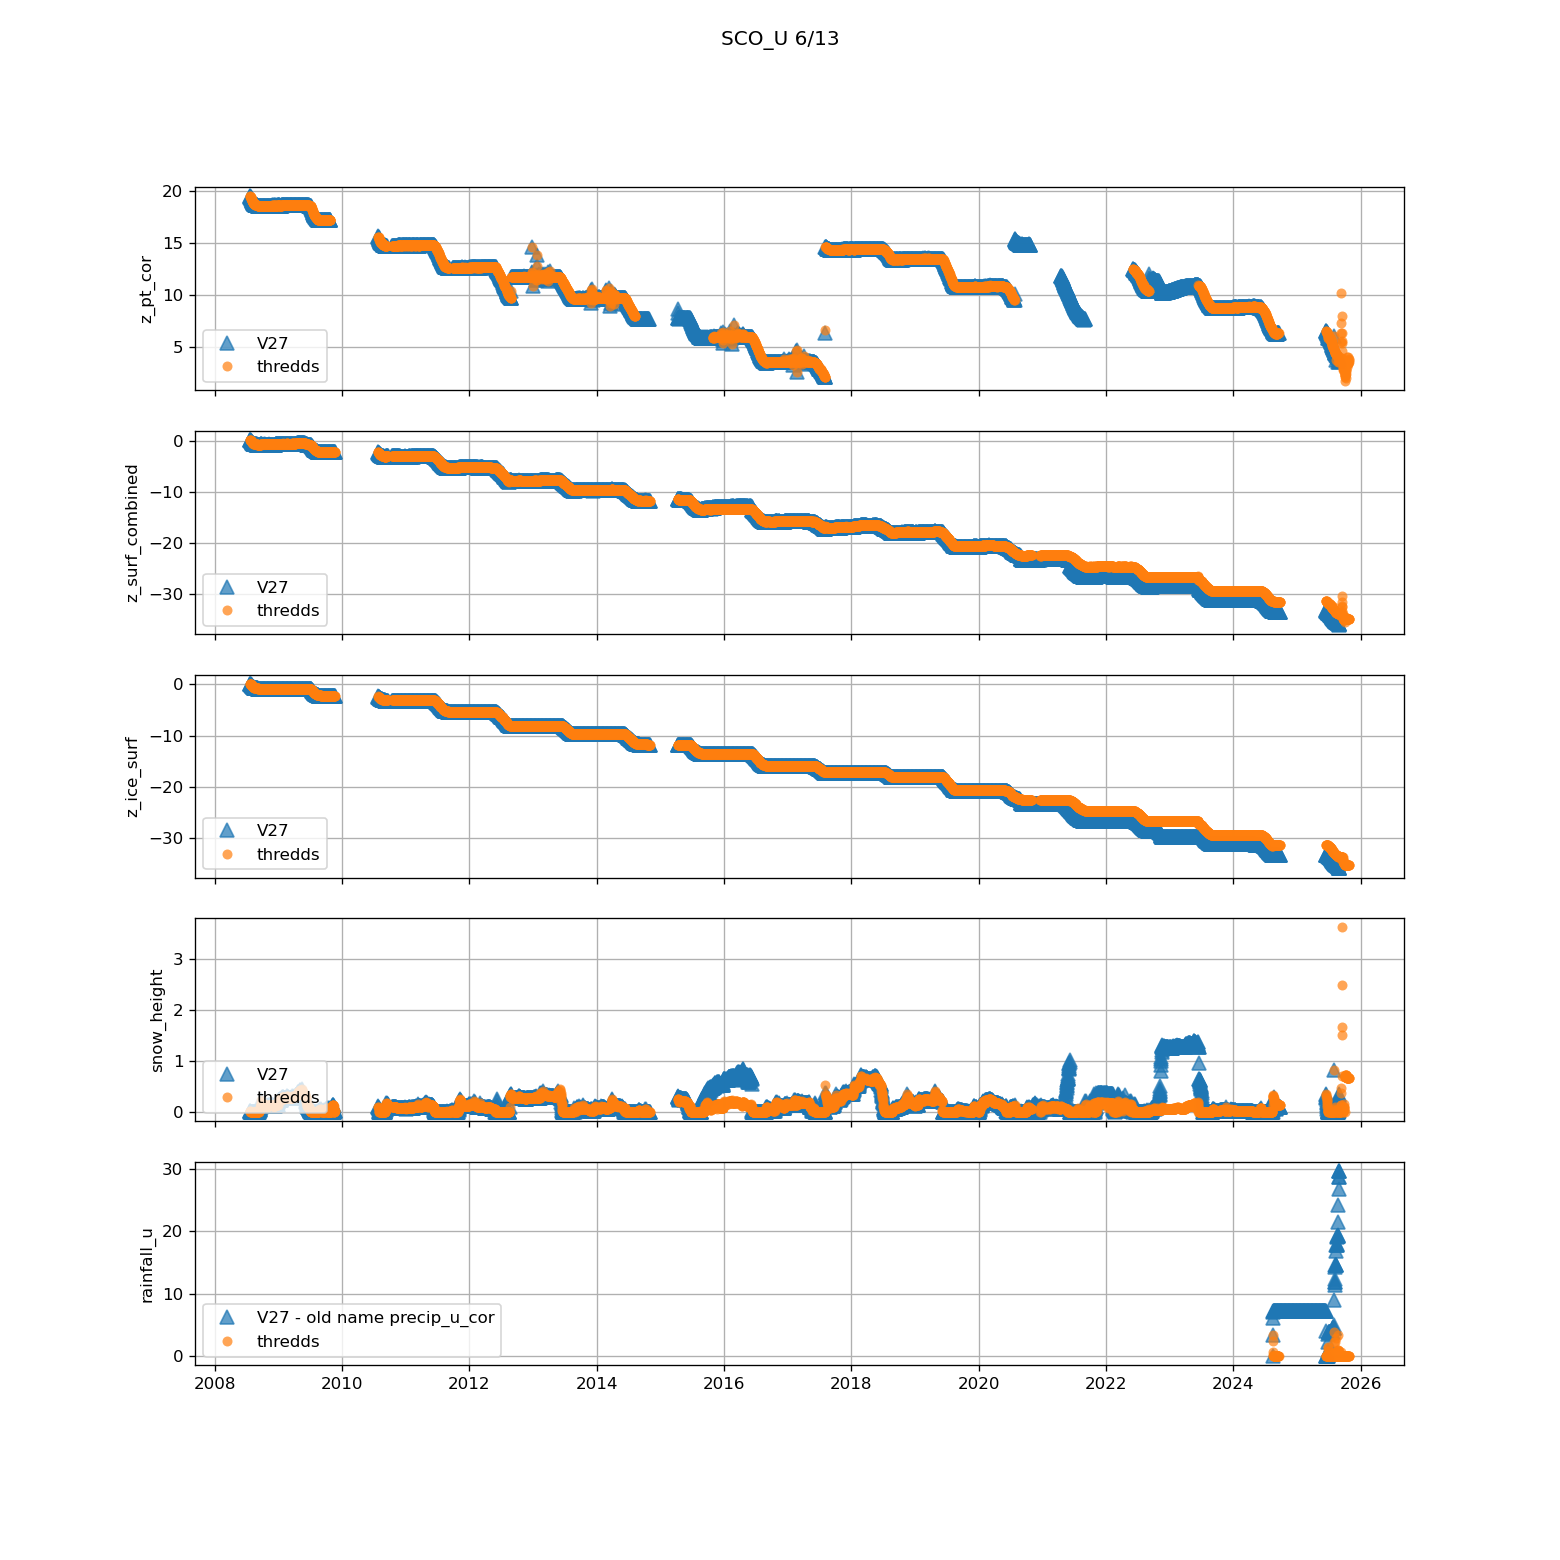 SCO_U 6/13
z_pt_cor
20
15
10
5
V27
thredds
z_surf_combined
0
−10
−20
−30
V27
thredds
z_ice_surf
0
−10
−20
−30
V27
thredds
snow_height
3
2
1
0
V27
thredds
rainfall_u
30
20
10
0
V27 - old name precip_u_cor
thredds
2008 2010 2012 2014 2016 2018 2020 2022 2024 2026